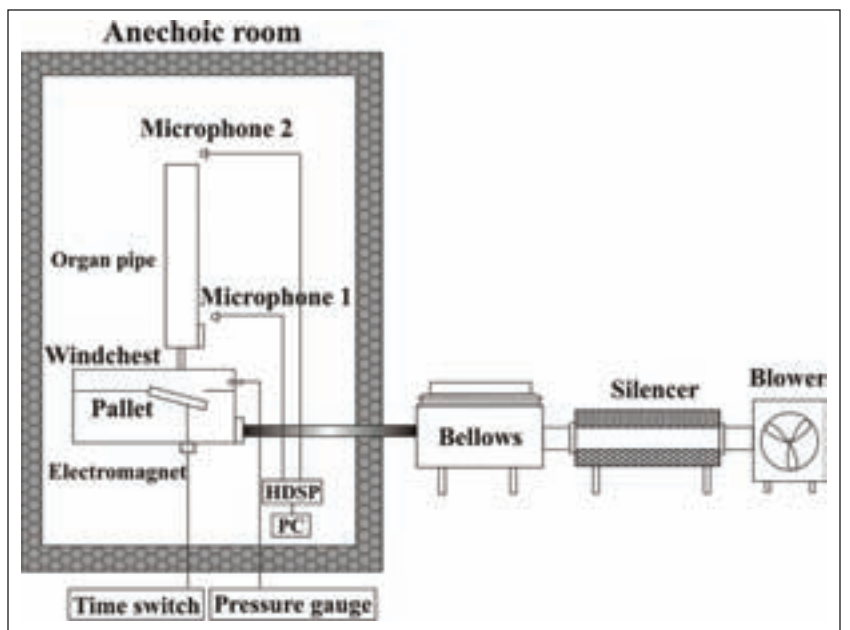 Anechoic room
Microphone 2
Organ pipe
Microphone 1
Windchest
Pallet
Electromagnet
HDSP
PC
Bellows
Silencer
Blower
Time switch
Pressure gauge